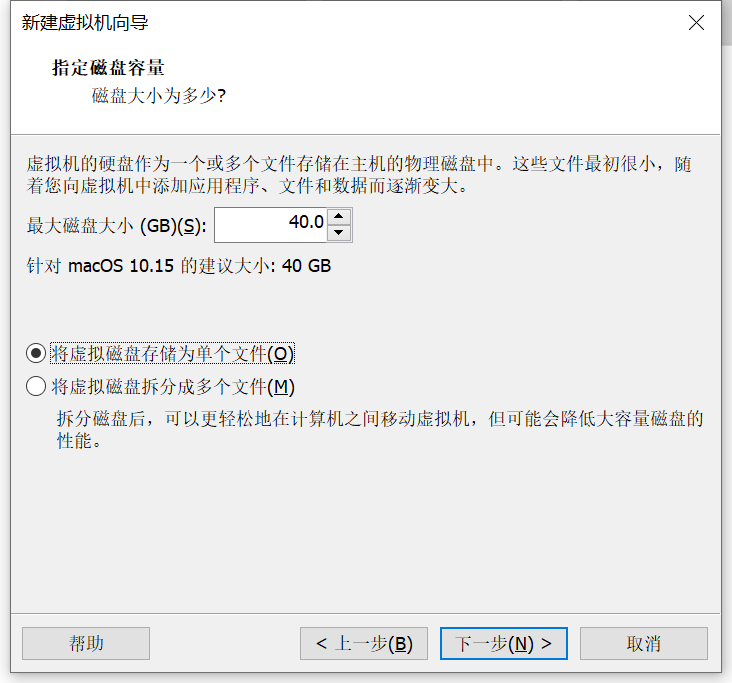 新建虚拟机向导
指定磁盘容量
磁盘大小为多少?
虚拟机的硬盘作为一个或多个文件存储在主机的物理磁盘中。这些文件最初很小，随
着您向虚拟机中添加应用程序、文件和数据而逐渐变大。
最大磁盘大小 (GB)(S): 40.0
针对 macOS 10.15 的建议大小: 40 GB
将虚拟磁盘存储为单个文件(O)
将虚拟磁盘拆分成多个文件(M)
拆分磁盘后，可以更轻松地在计算机之间移动虚拟机，但可能会降低大容量磁盘的
性能。
帮助 < 上一步(B) 下一步(N) > 取消